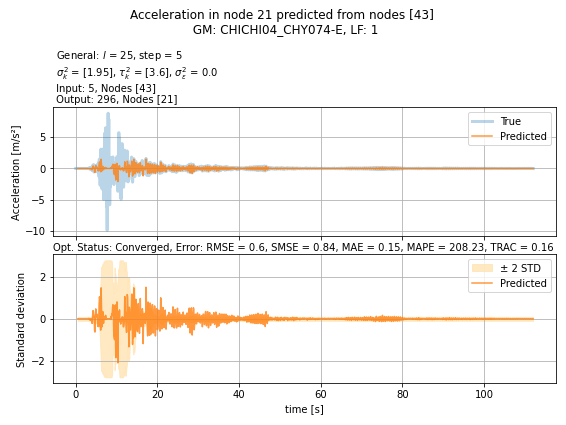 Acceleration in node 21 predicted from nodes [43]
GM: CHICHI04_CHY074-E, LF: 1
General: l = 25, step = 5
σ²ₖ = [1.95], τ²ₖ = [3.6], σ²ₑ = 0.0
Input: 5, Nodes [43]
Output: 296, Nodes [21]
True
Predicted
5
0
−5
−10
Acceleration [m/s²]
Opt. Status: Converged, Error: RMSE = 0.6, SMSE = 0.84, MAE = 0.15, MAPE = 208.23, TRAC = 0.16
± 2 STD
Predicted
2
0
−2
Standard deviation
0 20 40 60 80 100
time [s]